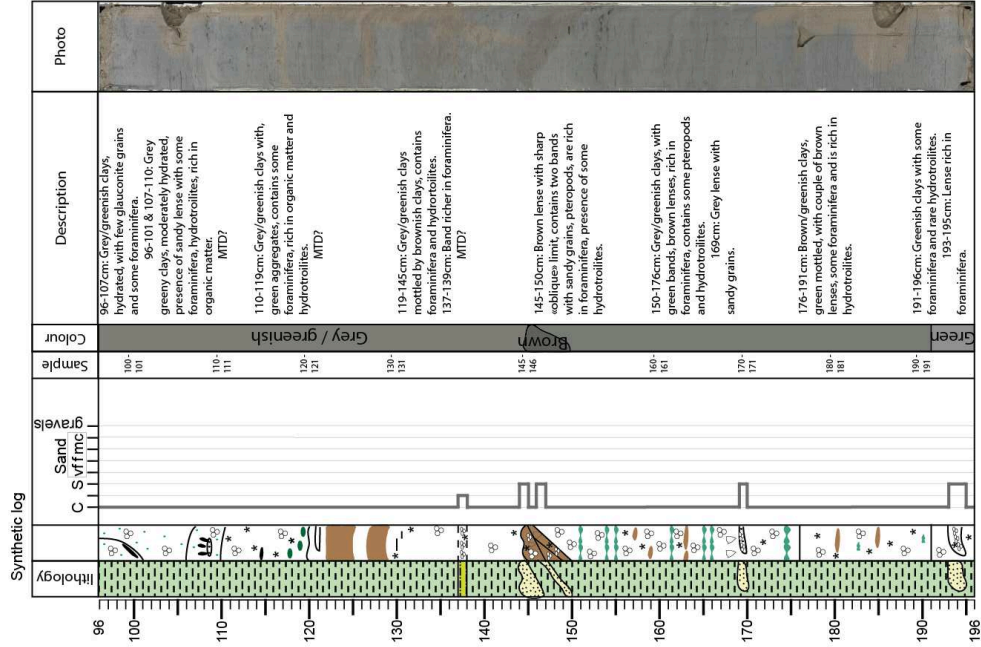 Synthetic log
lithology
C
S
Sand
vf f m c
gravels
Sample
Colour
Description
Photo
96
100
110
120
130
140
150
160
170
180
190
196
100-
101
110-
111
120-
121
130-
131
145-
146
160-
161
170-
171
180-
181
190-
191
Grey / greenish
Brown
Green
96-107cm: Grey/greenish clays,
hydrated, with few glauconite grains
and some foraminifera.
96-101 & 107-110: Grey
greeny clays, moderately hydrated,
presence of sandy lense with some
foraminifera, hydrotroilites, rich in
organic matter.
MTD?
110-119cm: Grey/greenish clays with,
green aggregates, contains some
foraminifera, rich in organic matter and
hydrotroilites.
MTD?
119-145cm: Grey/greenish clays
mottled by brownish clays, contains
foraminifera and hydrortoilites.
137-139cm: Band richer in foraminifera.
MTD?
145-150cm: Brown lense with sharp
«oblique» limit, contains two bands
with sandy grains, pteropods, are rich
in foraminifera, presence of some
hydrotroilites.
150-176cm: Grey/greenish clays, with
green bands, brown lenses, rich in
foraminifera, contains some pteropods
and hydrotroilites.
169cm: Grey lense with
sandy grains.
176-191cm: Brown/greenish clays,
green mottled, with couple of brown
lenses, some foraminifera and is rich in
hydrotroilites.
191-196cm: Greenish clays with some
foraminifera and rare hydrotroilites.
193-195cm: Lense rich in
foraminifera.